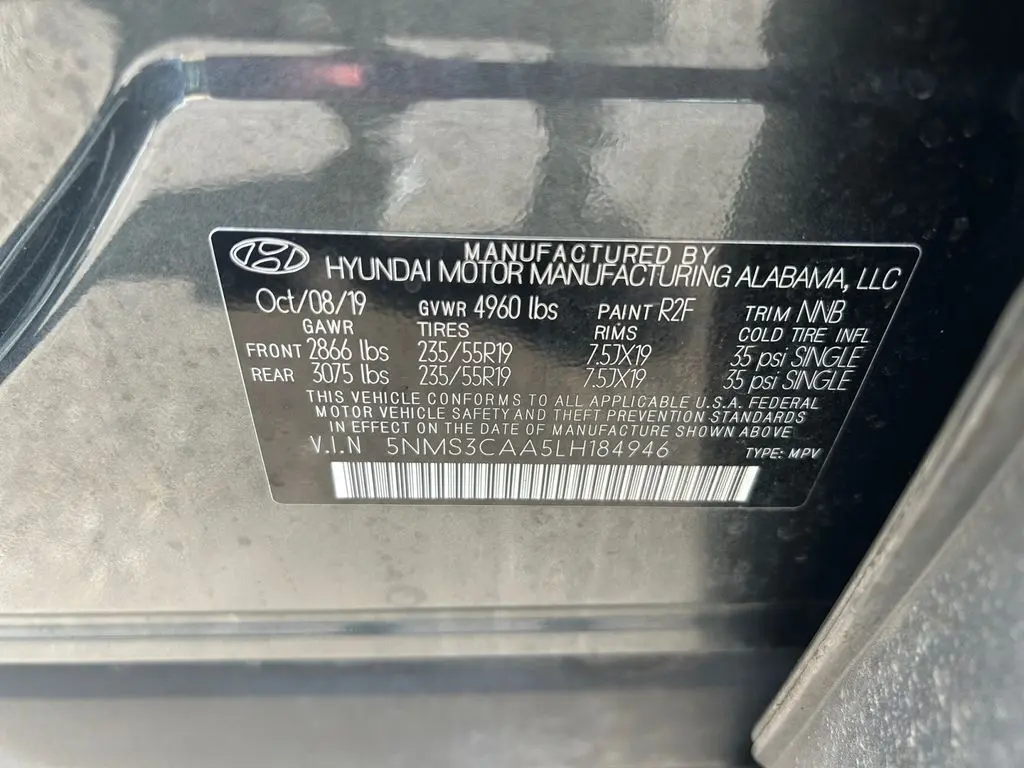 MANUFACTURED BY
HYUNDAI MOTOR MANUFACTURING ALABAMA, LLC
Oct/08/19 GVWR 4960 lbs PAINT R2F TRIM NNB
GAWR TIRES RIMS COLD TIRE INFL
FRONT 2866 lbs 235/55R19 7.5JX19 35 psi SINGLE
REAR 3075 lbs 235/55R19 7.5JX19 35 psi SINGLE
THIS VEHICLE CONFORMS TO ALL APPLICABLE U.S.A. FEDERAL
MOTOR VEHICLE SAFETY AND THEFT PREVENTION STANDARDS
IN EFFECT ON THE DATE OF MANUFACTURE SHOWN ABOVE
V.I.N 5NMS3CAA5LH184946 TYPE: MPV